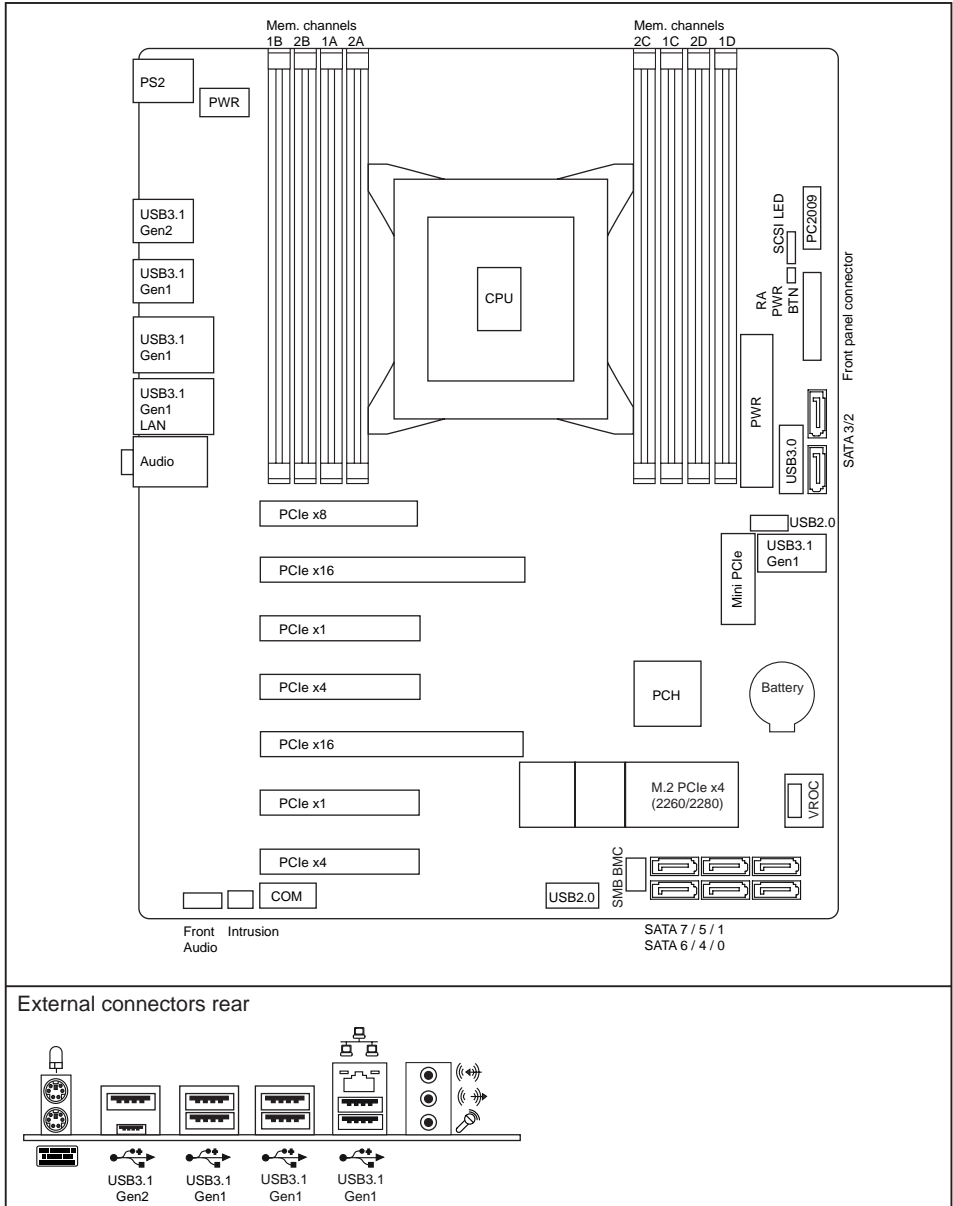 Mem. channels
1B 2B 1A 2A
Mem. channels
2C 1C 2D 1D
PS2
PWR
USB3.1
Gen2
USB3.1
Gen1
USB3.1
Gen1
USB3.1
Gen1
LAN
Audio
CPU
SCSI LED
PC2009
RA
PWR
BTN
Front panel connector
PWR
USB3.0
SATA 3/2
USB2.0
USB3.1
Gen1
Mini PCIe
PCIe x8
PCIe x16
PCIe x1
PCIe x4
PCIe x16
PCIe x1
PCIe x4
PCH
Battery
M.2 PCIe x4
(2260/2280)
VROC
SMB BMC
COM
USB2.0
Front
Audio
Intrusion
SATA 7 / 5 / 1
SATA 6 / 4 / 0
External connectors rear
USB3.1
Gen2
USB3.1
Gen1
USB3.1
Gen1
USB3.1
Gen1